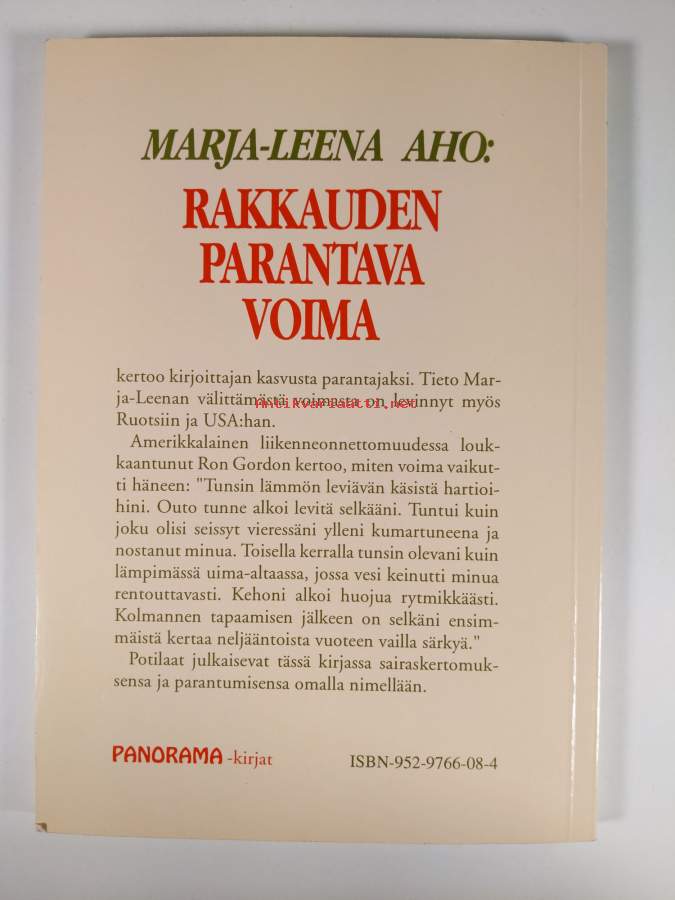 MARJA-LEENA AHO:
RAKKAUDEN
PARANTAVA
VOIMA
kertoo kirjoittajan kasvusta parantajaksi. Tieto Mar-
ja-Leenan välittämästä voimasta on levinnyt myös
Antikvariaatti.net
Ruotsiin ja USA:han.
Amerikkalainen liikenneonnettomuudessa louk-
kaantunut Ron Gordon kertoo, miten voima vaikut-
ti häneen: "Tunsin lämmön leviävän käsistä hartioi-
hini. Outo tunne alkoi levitä selkääni. Tuntui kuin
joku olisi seissyt vieressäni ylleni kumartuneena ja
nostanut minua. Toisella kerralla tunsin olevani kuin
lämpimässä uima-altaassa, jossa vesi keinutti minua
rentouttavasti. Kehoni alkoi huojua rytmikkäästi.
Kolmannen tapaamisen jälkeen on selkäni ensim-
mäistä kertaa neljääntoista vuoteen vailla särkyä."
Potilaat julkaisevat tässä kirjassa sairaskertomuk-
sensa ja parantumisensa omalla nimellään.
PANORAMA -kirjat
ISBN-952-9766-08-4